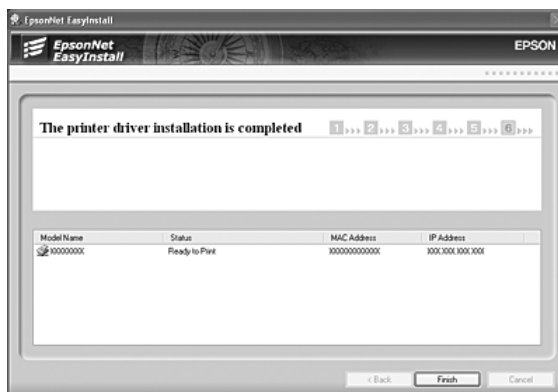 EpsonNet EasyInstall
EpsonNet
EasyInstall
EPSON
The printer driver installation is completed
1 2 3 4 5 6
Model Name Status MAC Address IP Address
XXXXXXXX Ready to Print XXXXXXXXXXXX XXX.XXX.XXX.XXX
< Back Finish Cancel